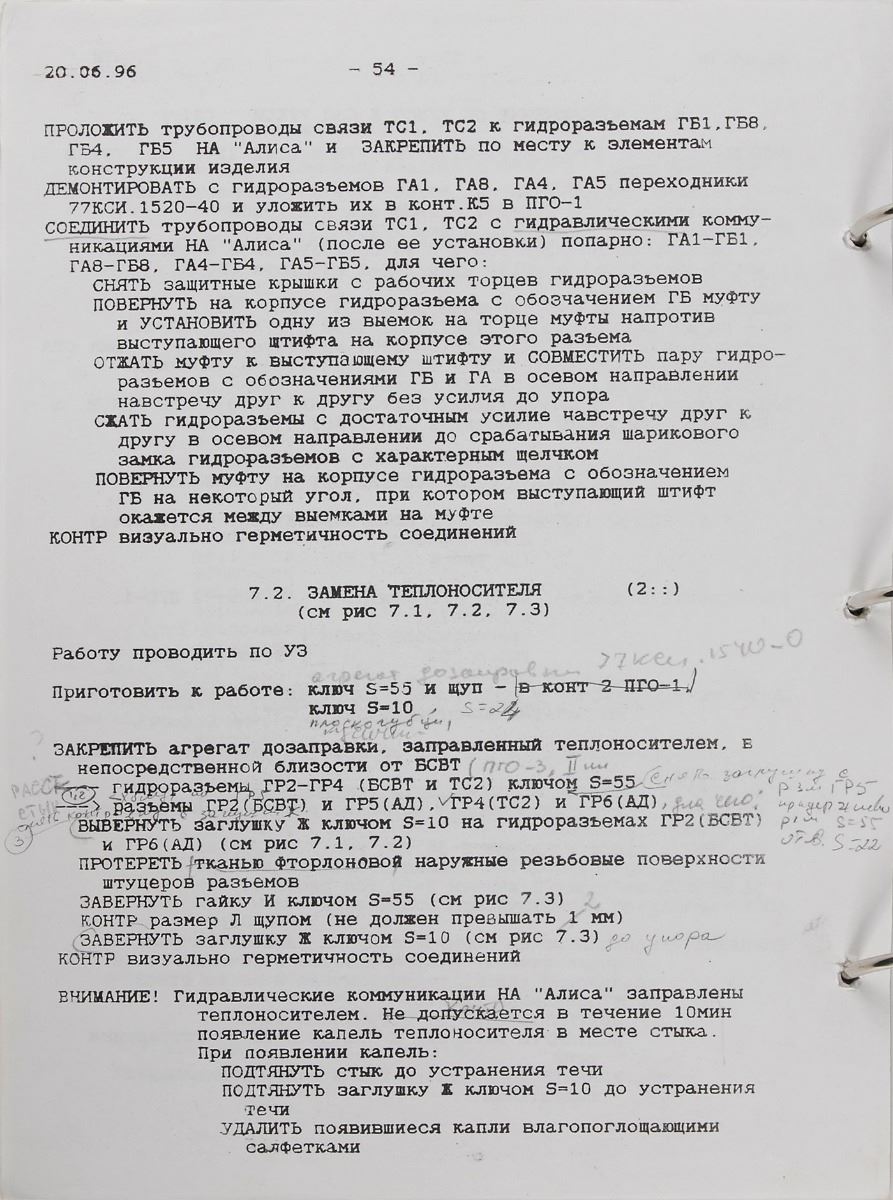 20.06.96 - 54 -
ПРОЛОЖИТЬ трубопроводы связи ТС1, ТС2 к гидроразъемам ГБ1,ГБ8,
ГБ4, ГБ5 НА "Алиса" и ЗАКРЕПИТЬ по месту к элементам
конструкции изделия
ДЕМОНТИРОВАТЬ с гидроразъемов ГА1, ГА8, ГА4, ГА5 переходники
77КСИ.1520-40 и уложить их в конт.К5 в ПГО-1
СОЕДИНИТЬ трубопроводы связи ТС1, ТС2 с гидравлическими комму-
никациями НА "Алиса" (после ее установки) попарно: ГА1-ГБ1,
ГА8-ГБ8, ГА4-ГБ4, ГА5-ГБ5, для чего:
СНЯТЬ защитные крышки с рабочих торцев гидроразъемов
ПОВЕРНУТЬ на корпусе гидроразъема с обозначением ГБ муфту
и УСТАНОВИТЬ одну из выемок на торце муфты напротив
выступающего штифта на корпусе этого разъема
ОТЖАТЬ муфту к выступающему штифту и СОВМЕСТИТЬ пару гидро-
разъемов с обозначениями ГБ и ГА в осевом направлении
навстречу друг к другу без усилия до упора
СЖАТЬ гидроразъемы с достаточным усилие навстречу друг к
другу в осевом направлении до срабатывания шарикового
замка гидроразъемов с характерным щелчком
ПОВЕРНУТЬ муфту на корпусе гидроразъема с обозначением
ГБ на некоторый угол, при котором выступающий штифт
окажется между выемками на муфте
КОНТР визуально герметичность соединений
7.2. ЗАМЕНА ТЕПЛОНОСИТЕЛЯ (2::)
(см рис 7.1, 7.2, 7.3)
Работу проводить по УЗ
агрегат дозаправки 77КСИ.1540-0
Приготовить к работе: ключ S=55 и щуп - в конт 2 ПГО-1,
ключ S=10, S=24
плоскогубцы,
ЗАКРЕПИТЬ агрегат дозаправки, заправленный теплоносителем, в
непосредственной близости от БСВТ (ПГО-3, II
РАССТ гидроразъемы ГР2-ГР4 (БСВТ и ТС2) ключом S=55 Снять заглушку с
СТЫК разъемы ГР2(БСВТ) и ГР5(АД), ГР4(ТС2) и ГР6(АД), для чего: ГР5
ВЫВЕРНУТЬ заглушку Ж ключом S=10 на гидроразъемах ГР2(БСВТ) S=55
и ГР6(АД) (см рис 7.1, 7.2) S=22
ПРОТЕРЕТЬ тканью фторлоновой наружные резьбовые поверхности
штуцеров разъемов
ЗАВЕРНУТЬ гайку И ключом S=55 (см рис 7.3) 2
КОНТР размер Л щупом (не должен превышать 1 мм)
ЗАВЕРНУТЬ заглушку Ж ключом S=10 (см рис 7.3) до упора
КОНТР визуально герметичность соединений
ВНИМАНИЕ! Гидравлические коммуникации НА "Алиса" заправлены
теплоносителем. Не допускается в течение 10мин
появление капель теплоносителя в месте стыка.
При появлении капель:
ПОДТЯНУТЬ стык до устранения течи
ПОДТЯНУТЬ заглушку Ж ключом S=10 до устранения
течи
УДАЛИТЬ появившиеся капли влагопоглощающими
салфетками